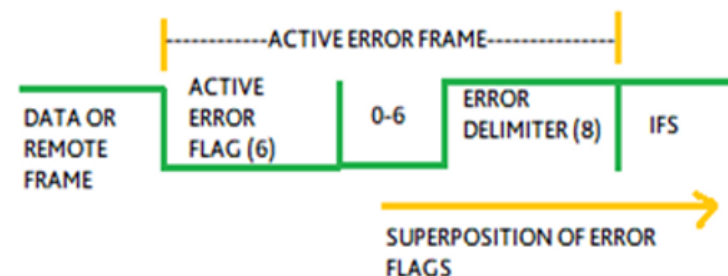 ACTIVE ERROR FRAME
DATA OR
REMOTE
FRAME
ACTIVE
ERROR
FLAG (6)
0-6
ERROR
DELIMITER (8)
IFS
SUPERPOSITION OF ERROR
FLAGS